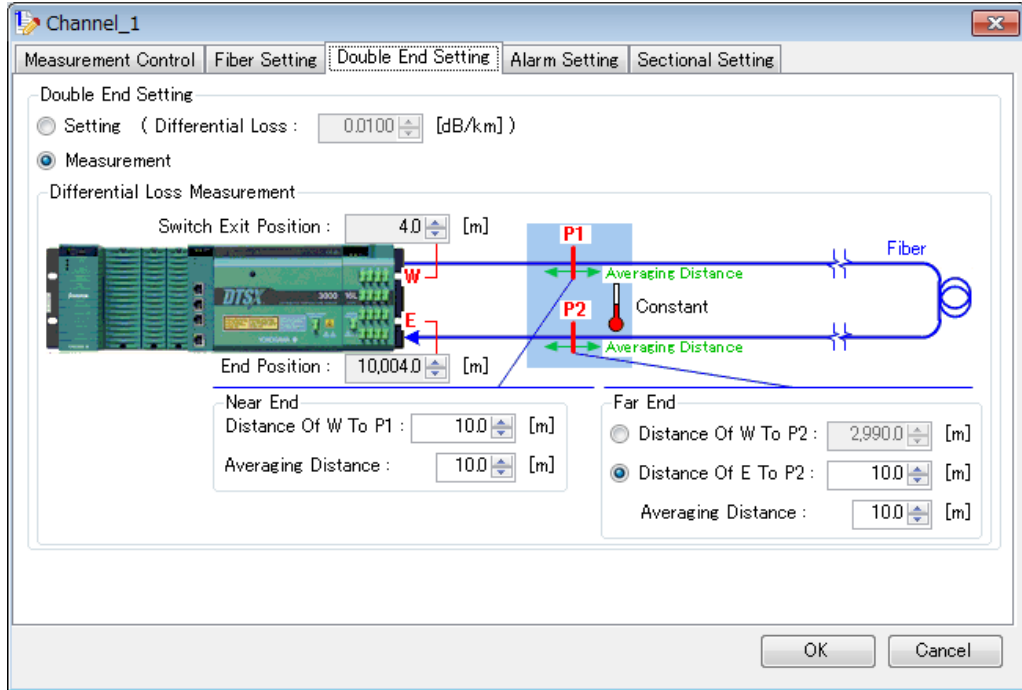 Channel_1
Measurement Control Fiber Setting Double End Setting Alarm Setting Sectional Setting
Double End Setting
Setting ( Differential Loss : 0.0100 [dB/km] )
Measurement
Differential Loss Measurement
Switch Exit Position : 4.0 [m]
P1
Fiber
W
Averaging Distance
DTSX 3000 16L
P2
Constant
E
YOKOGAWA
Averaging Distance
End Position : 10,004.0 [m]
Near End
Distance Of W To P1 : 10.0 [m]
Averaging Distance : 10.0 [m]
Far End
Distance Of W To P2 : 2,990.0 [m]
Distance Of E To P2 : 10.0 [m]
Averaging Distance : 10.0 [m]
OK Cancel